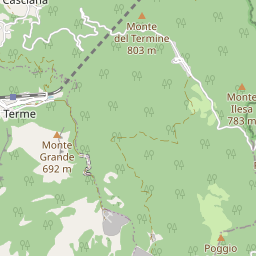 Casciana
Monte
del Termine
803 m
Monte
Ilesa
783 m
Terme
Monte
Grande
692 m
Poggio